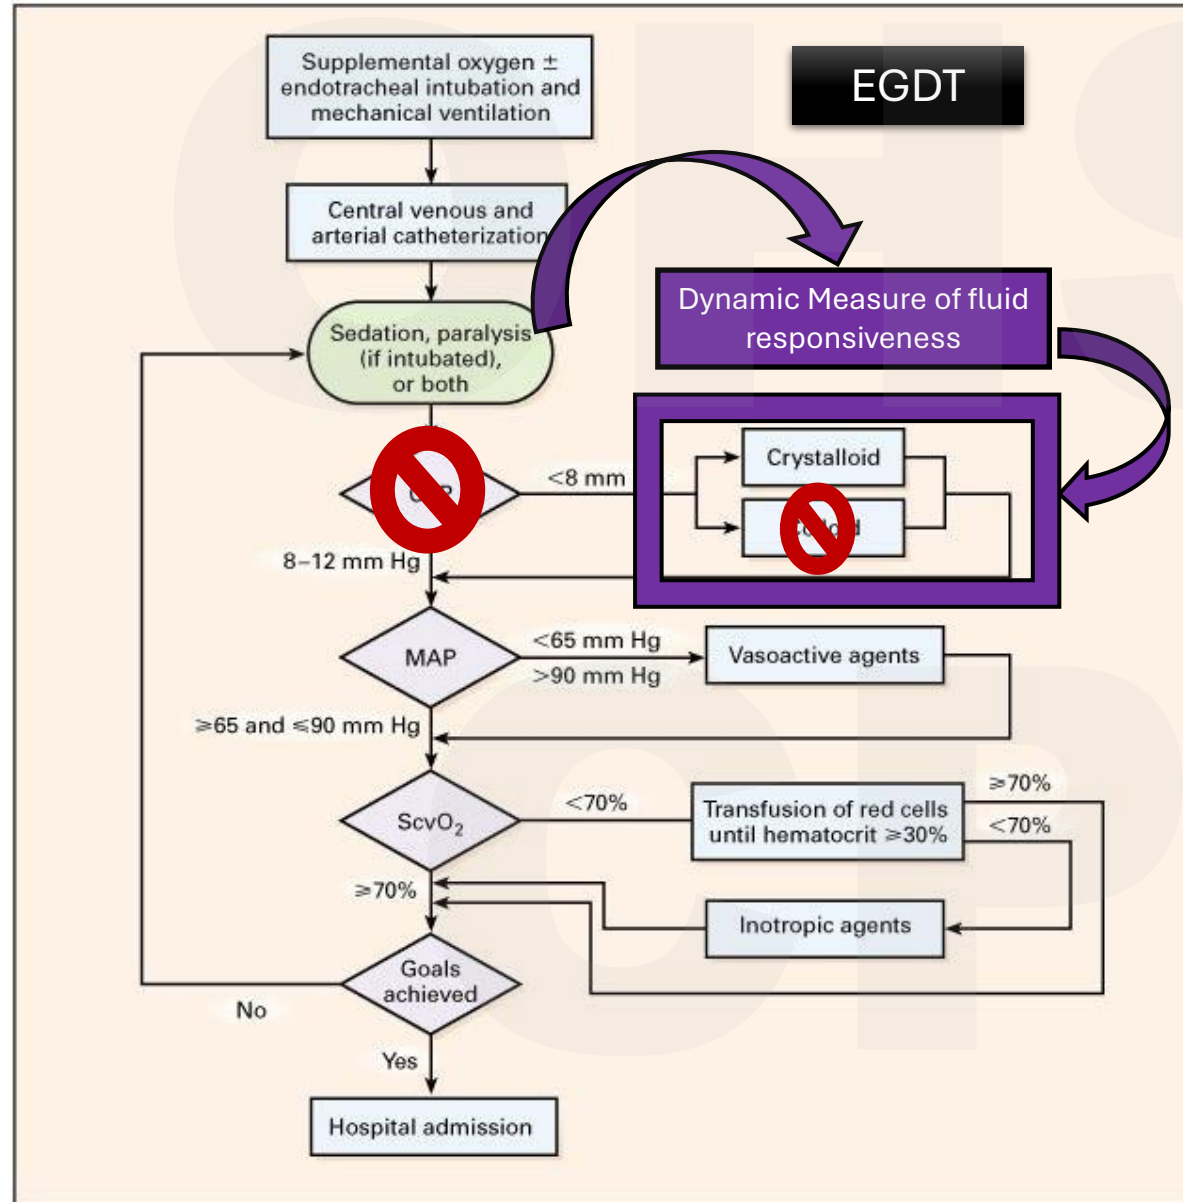 Supplemental oxygen ±
endotracheal intubation and
mechanical ventilation
EGDT
Central venous and
arterial catheterization
Dynamic Measure of fluid
responsiveness
Sedation, paralysis
(if intubated),
or both
<8 mm
Crystalloid
8–12 mm Hg
MAP
<65 mm Hg
>90 mm Hg
Vasoactive agents
≥65 and ≤90 mm Hg
ScvO₂
<70%
Transfusion of red cells
until hematocrit ≥30%
≥70%
<70%
≥70%
Inotropic agents
Goals
achieved
No
Yes
Hospital admission